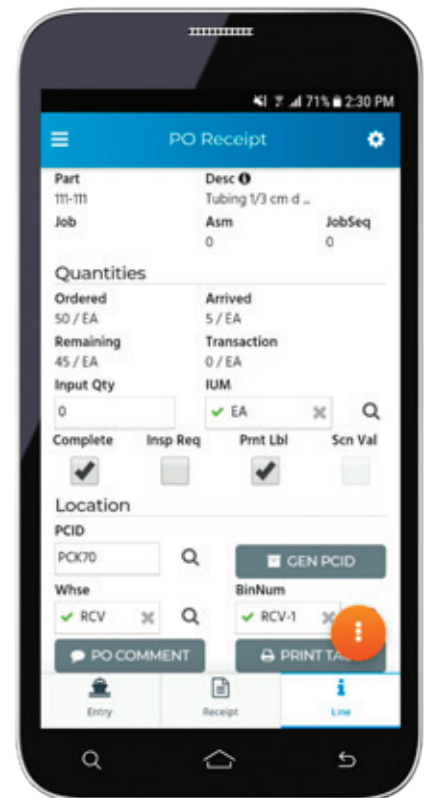 71% 2:30 PM
PO Receipt
Part Desc
111-111 Tubing 1/3 cm d ...
Job Asm JobSeq
0 0
Quantities
Ordered Arrived
50 / EA 5 / EA
Remaining Transaction
45 / EA 0 / EA
Input Qty IUM
0 EA
Complete Insp Req Prnt Lbl Scn Val
Location
PCID
PCK70 GEN PCID
Whse BinNum
RCV RCV-1
PO COMMENT PRINT
Entry Receipt Line